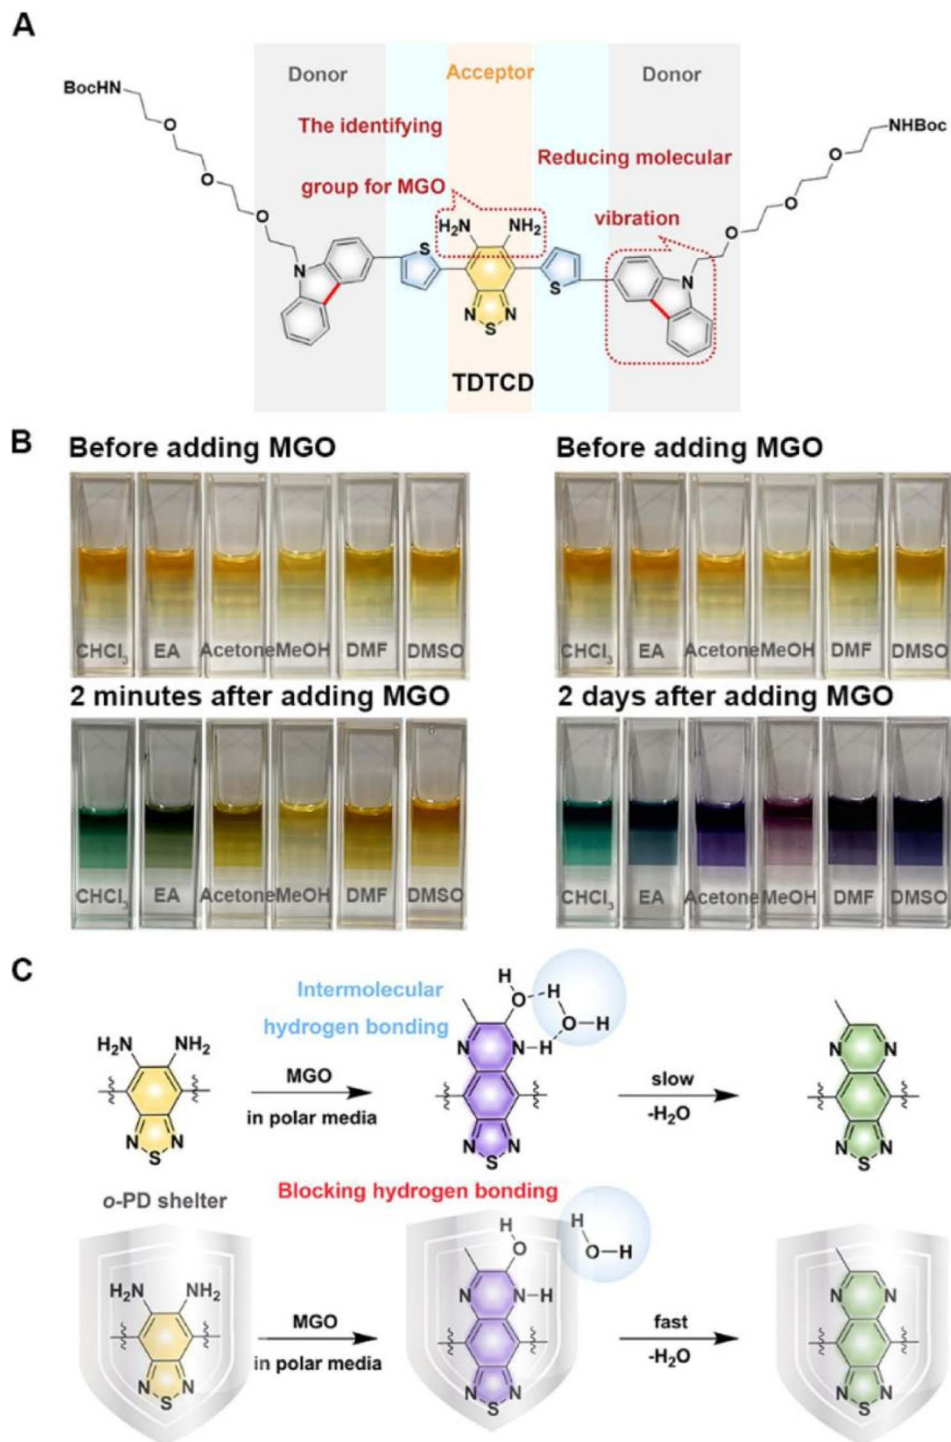 A
Donor
Acceptor
Donor
BocHN
NHBoc
The identifying
Reducing molecular
group for MGO
vibration
O
O
O
O
O
O
H₂N
NH₂
S
N
S
N
N
N
S
TDTCD
B
Before adding MGO
Before adding MGO
CHCl₃ EA Acetone MeOH DMF DMSO
CHCl₃ EA Acetone MeOH DMF DMSO
2 minutes after adding MGO
2 days after adding MGO
CHCl₃ EA Acetone MeOH DMF DMSO
CHCl₃ EA Acetone MeOH DMF DMSO
C
Intermolecular
hydrogen bonding
H
O
H
O
H
H₂N
NH₂
N
N
H
N
N
MGO
slow
in polar media
-H₂O
N
N
S
N
N
S
N
N
S
o-PD shelter
Blocking hydrogen bonding
H
O
H
O
H
H₂N
NH₂
N
N
H
N
N
MGO
fast
in polar media
-H₂O
N
N
S
N
N
S
N
N
S